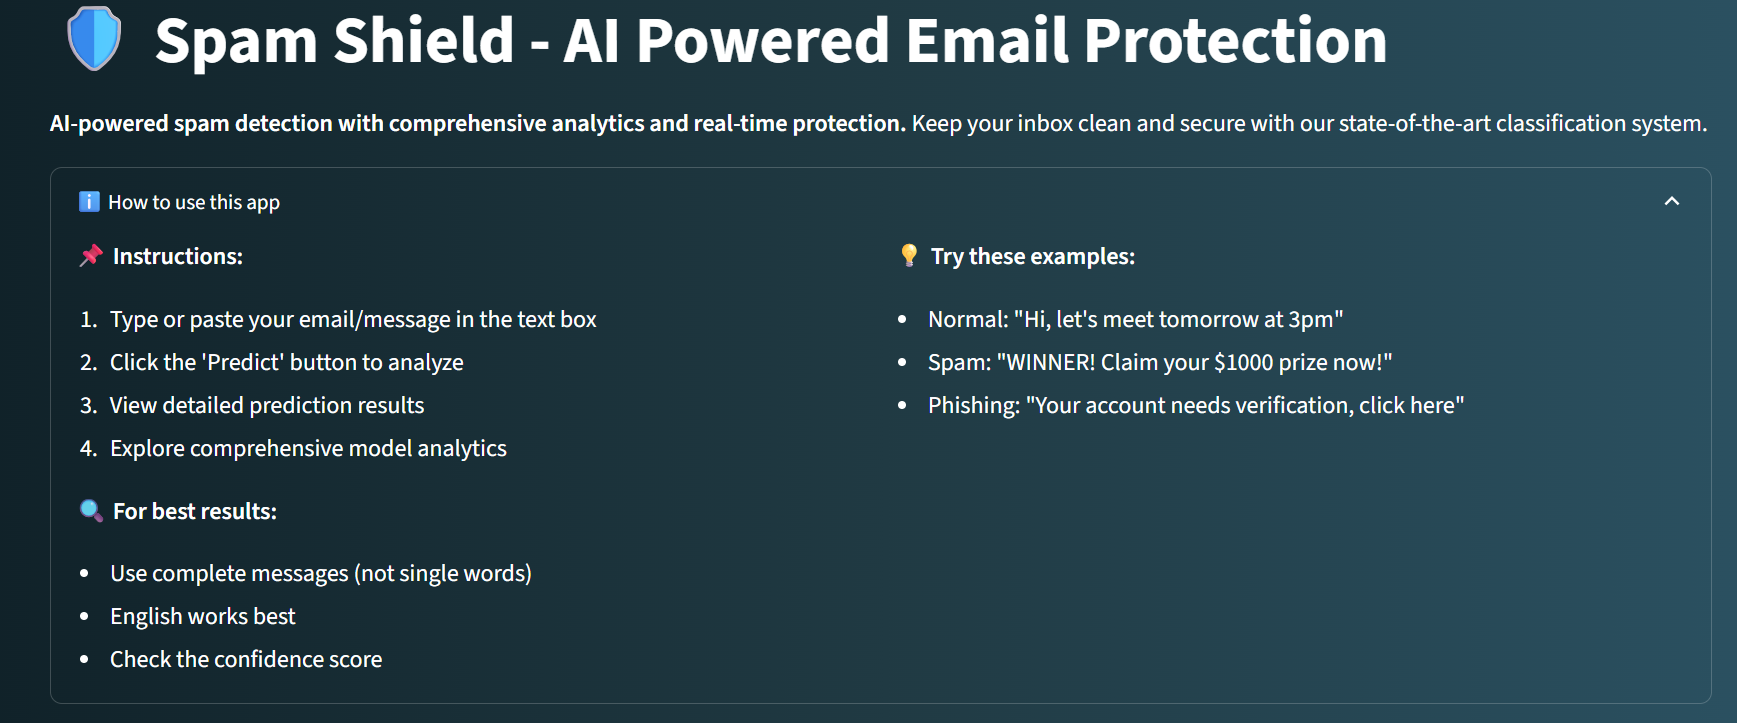 Spam Shield - AI Powered Email Protection
AI-powered spam detection with comprehensive analytics and real-time protection. Keep your inbox clean and secure with our state-of-the-art classification system.
How to use this app
Instructions:
1. Type or paste your email/message in the text box
2. Click the 'Predict' button to analyze
3. View detailed prediction results
4. Explore comprehensive model analytics
For best results:
• Use complete messages (not single words)
• English works best
• Check the confidence score
Try these examples:
• Normal: "Hi, let's meet tomorrow at 3pm"
• Spam: "WINNER! Claim your $1000 prize now!"
• Phishing: "Your account needs verification, click here"